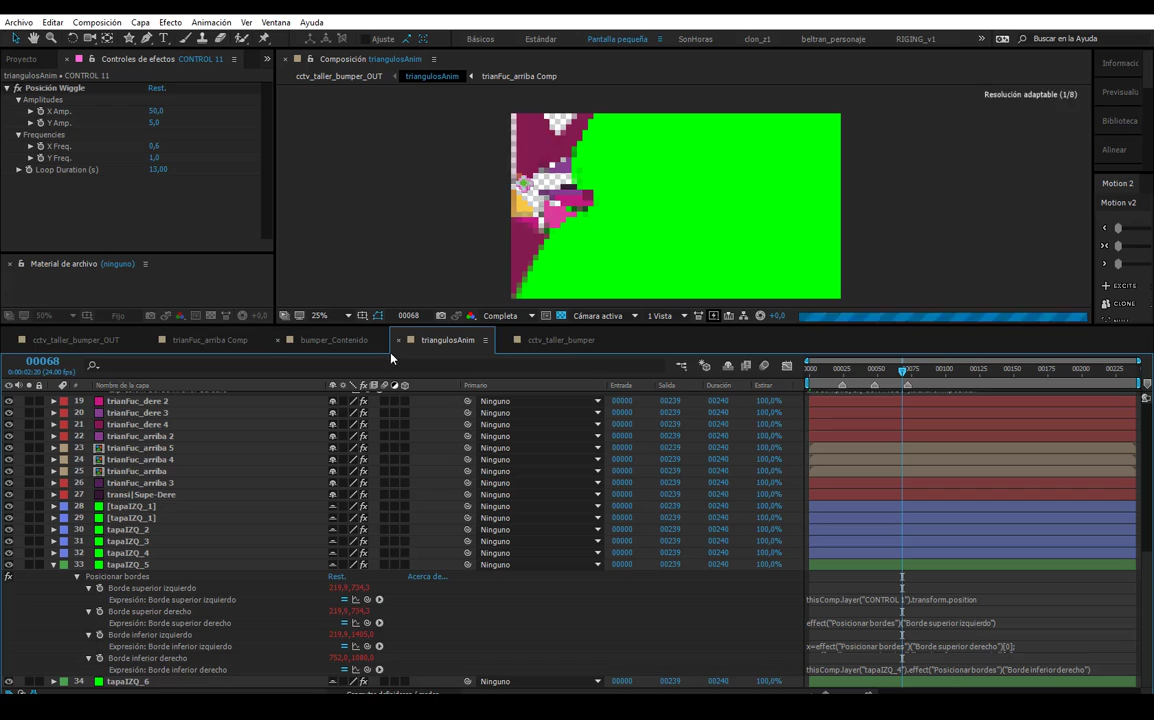 Archivo Editar Composición Capa Efecto Animación Ver Ventana Ayuda
Ajuste Básicos Estándar Pantalla pequeña SonHoras clon_z1 beltran_personaje RIGING_v1 Buscar en la Ayuda
Proyecto Controles de efectos CONTROL 11 Composición triangulosAnim Informaci
triangulosAnim • CONTROL 11 cctv_taller_bumper_OUT triangulosAnim trianFuc_arriba Comp
Posición Wiggle Rest. Resolución adaptable (1/8) Previsualu
Amplitudes
X Amp. 50,0 Biblioteca
Y Amp. 5,0
Frequencies
X Freq. 0,6 Alinear
Y Freq. 1,0
Loop Duration (s) 13,00
Motion 2
Motion v2
Material de archivo (ninguno)
EXCITE
CLONE
50% Fijo +0,0 25% 00068 Completa Cámara activa 1 Vista +0,0
cctv_taller_bumper_OUT trianFuc_arriba Comp bumper_Contenido triangulosAnim cctv_taller_bumper
00068
0:00:02:20 (24.00 fps)
00025 00050 00075 00100 00125 00150 00175 00200 00225
# Nombre de la capa Primario Entrada Salida Duración Estirar
19 trianFuc_dere 2 Ninguno 00000 00239 00240 100,0%
20 trianFuc_dere 3 Ninguno 00000 00239 00240 100,0%
21 trianFuc_dere 4 Ninguno 00000 00239 00240 100,0%
22 trianFuc_arriba 2 Ninguno 00000 00239 00240 100,0%
23 trianFuc_arriba 5 Ninguno 00000 00239 00240 100,0%
24 trianFuc_arriba 4 Ninguno 00000 00239 00240 100,0%
25 trianFuc_arriba Ninguno 00000 00239 00240 100,0%
26 trianFuc_arriba 3 Ninguno 00000 00239 00240 100,0%
27 transi|Supe-Dere Ninguno 00000 00239 00240 100,0%
28 [tapaIZQ_1] Ninguno 00000 00239 00240 100,0%
29 [tapaIZQ_1] Ninguno 00000 00239 00240 100,0%
30 tapaIZQ_2 Ninguno 00000 00239 00240 100,0%
31 tapaIZQ_3 Ninguno 00000 00239 00240 100,0%
32 tapaIZQ_4 Ninguno 00000 00239 00240 100,0%
33 tapaIZQ_5 Ninguno 00000 00239 00240 100,0%
Posicionar bordes Rest. Acerca de...
Borde superior izquierdo 219,9,734,3
Expresión: Borde superior izquierdo thisComp.layer("CONTROL 1").transform.position
Borde superior derecho 219,9,734,3
Expresión: Borde superior derecho effect("Posicionar bordes")("Borde superior izquierdo")
Borde inferior izquierdo 219,9,1405,0
Expresión: Borde inferior izquierdo x=effect("Posicionar bordes")("Borde superior derecho")[0];
Borde inferior derecho 752,0,1080,0
Expresión: Borde inferior derecho thisComp.layer("tapaIZQ_4").effect("Posicionar bordes")("Borde inferior derecho")
34 tapaIZQ_6 Ninguno 00000 00239 00240 100,0%